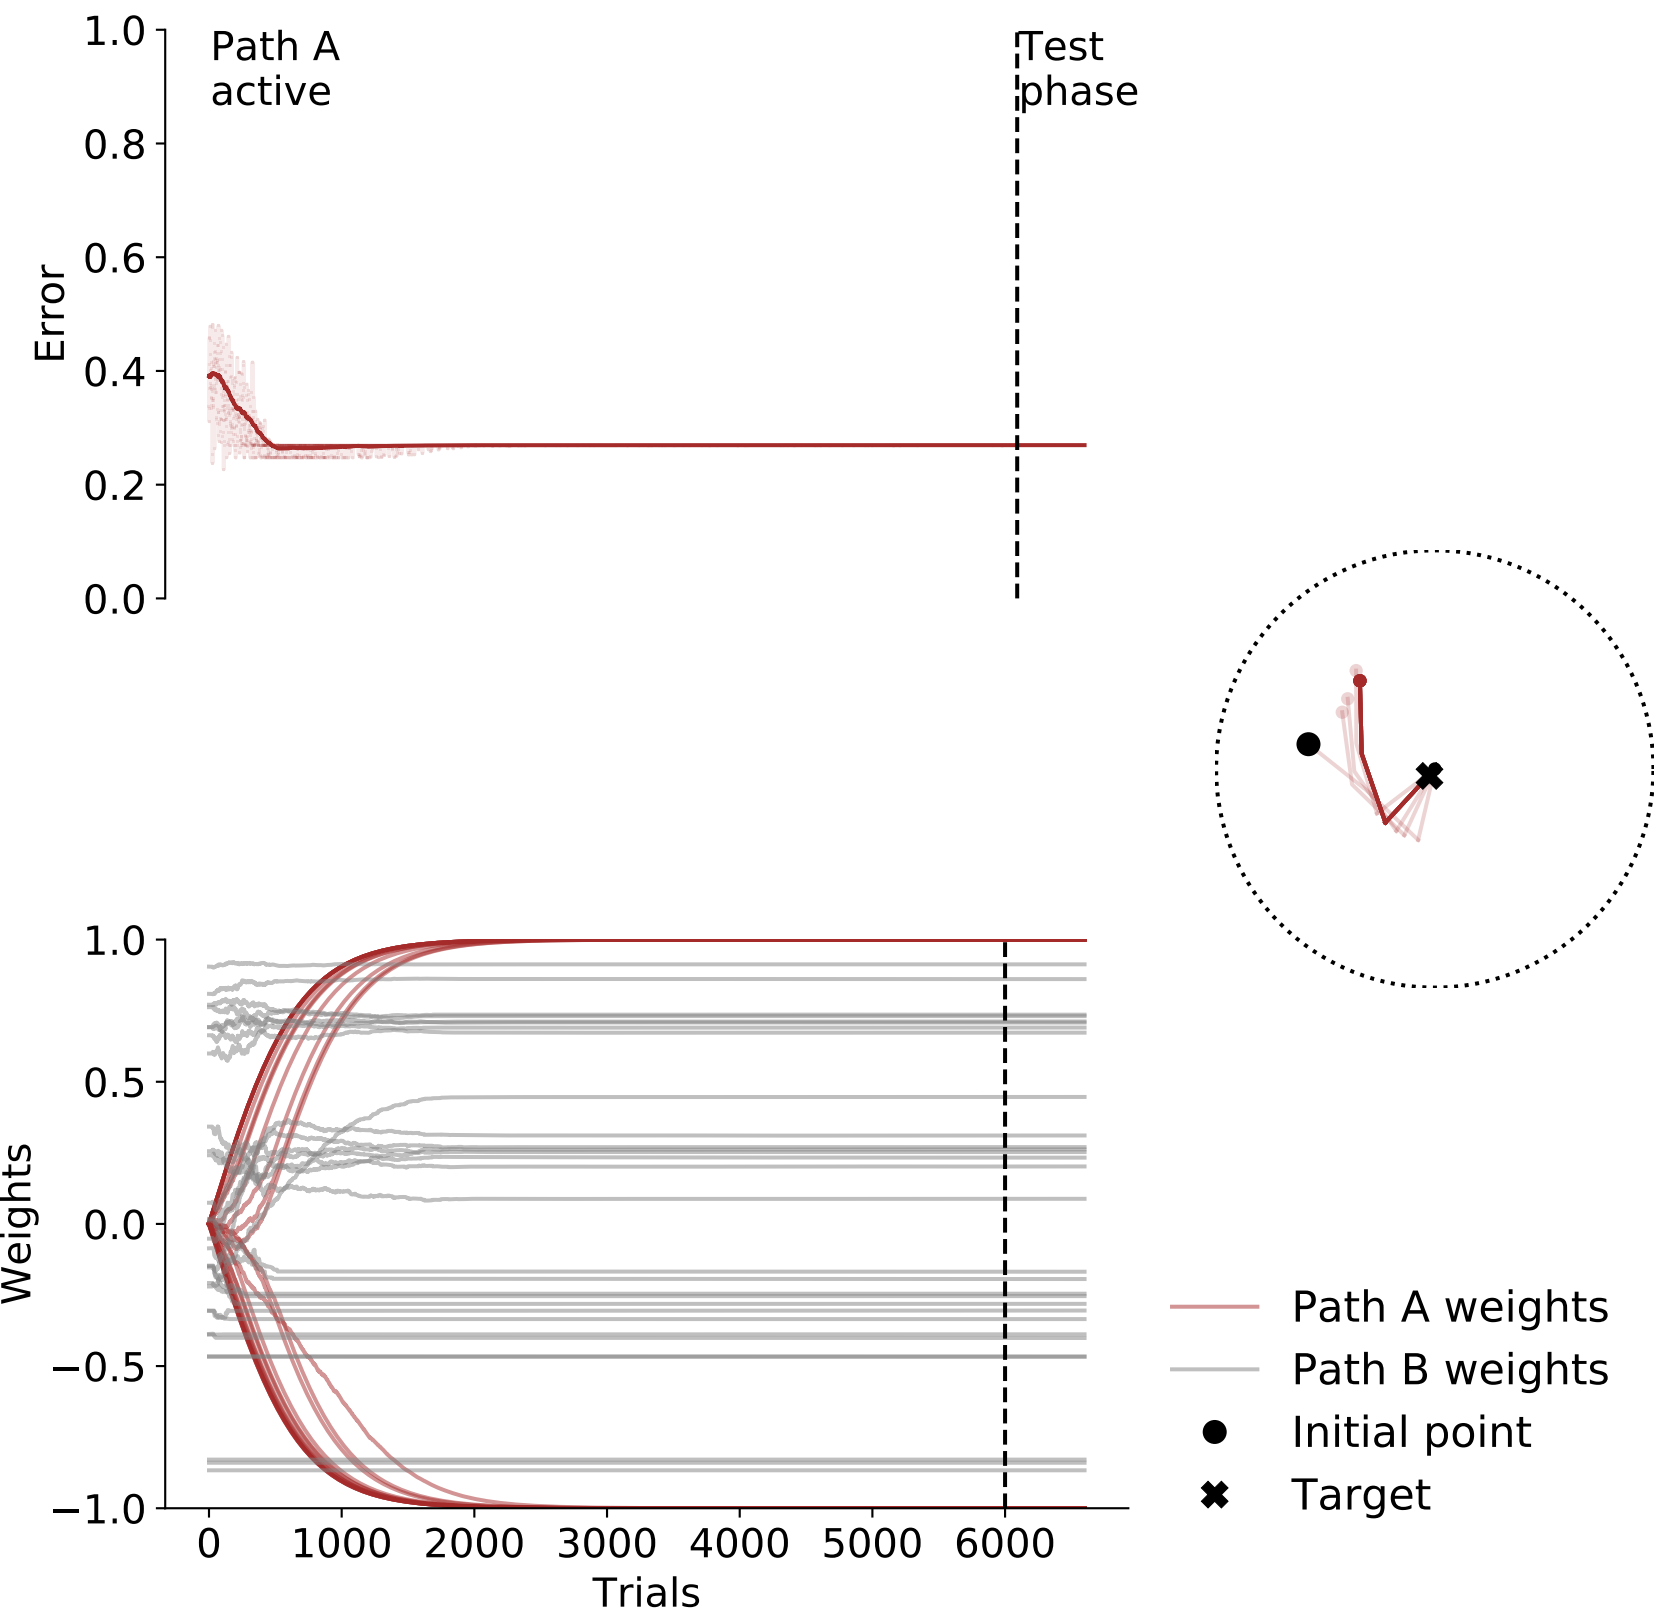 Path A
active
Test
phase
1.0
0.8
0.6
0.4
0.2
0.0
Error
1.0
0.5
0.0
−0.5
−1.0
Weights
0 1000 2000 3000 4000 5000 6000
Trials
Path A weights
Path B weights
Initial point
Target